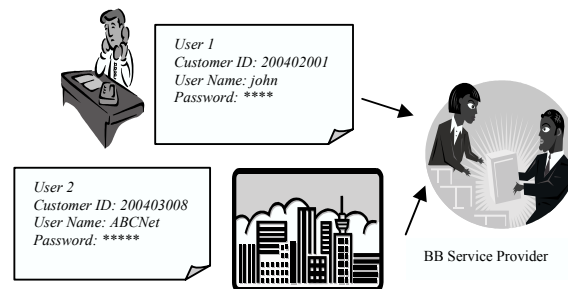 User 1
Customer ID: 200402001
User Name: john
Password: ****
User 2
Customer ID: 200403008
User Name: ABCNet
Password: *****
BB Service Provider